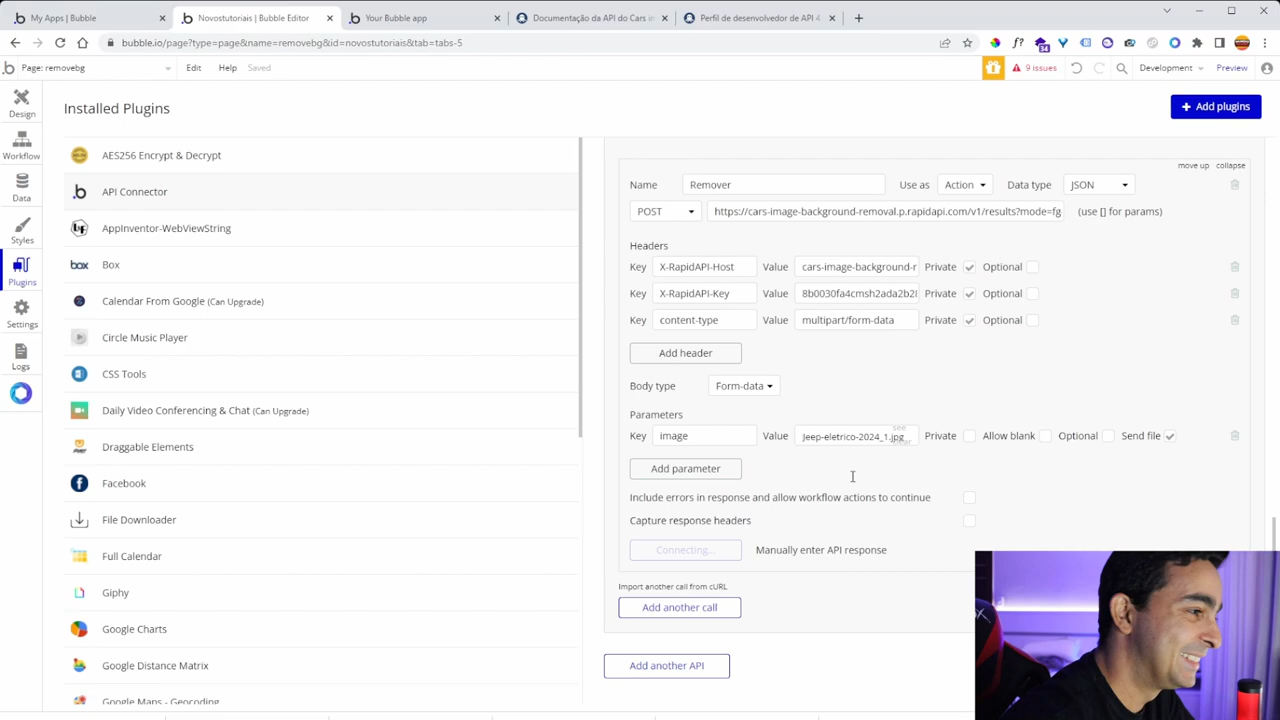 My Apps | Bubble
Novostutoriais | Bubble Editor
Your Bubble app
Documentação da API do Cars im
Perfil de desenvolvedor de API 4
bubble.io/page?type=page&name=removebg&id=novostutoriais&tab=tabs-5
34
Page: removebg
Edit
Help
Saved
9 issues
Development
Preview
Design
Workflow
Data
Styles
Plugins
Settings
Logs
Installed Plugins
Add plugins
AES256 Encrypt & Decrypt
API Connector
AppInventor-WebViewString
box
Box
Calendar From Google (Can Upgrade)
Circle Music Player
CSS Tools
Daily Video Conferencing & Chat (Can Upgrade)
Draggable Elements
Facebook
File Downloader
Full Calendar
Giphy
Google Charts
Google Distance Matrix
Google Maps - Geocoding
move up collapse
Name Remover Use as Action Data type JSON
POST https://cars-image-background-removal.p.rapidapi.com/v1/results?mode=fg (use [] for params)
Headers
Key X-RapidAPI-Host Value cars-image-background-r Private Optional
Key X-RapidAPI-Key Value 8b0030fa4cmsh2ada2b28 Private Optional
Key content-type Value multipart/form-data Private Optional
Add header
Body type Form-data
Parameters
Key image Value Jeep-eletrico-2024_1.jpg see Private Allow blank Optional Send file
Add parameter
Include errors in response and allow workflow actions to continue
Capture response headers
Connecting... Manually enter API response
Import another call from cURL
Add another call
Add another API